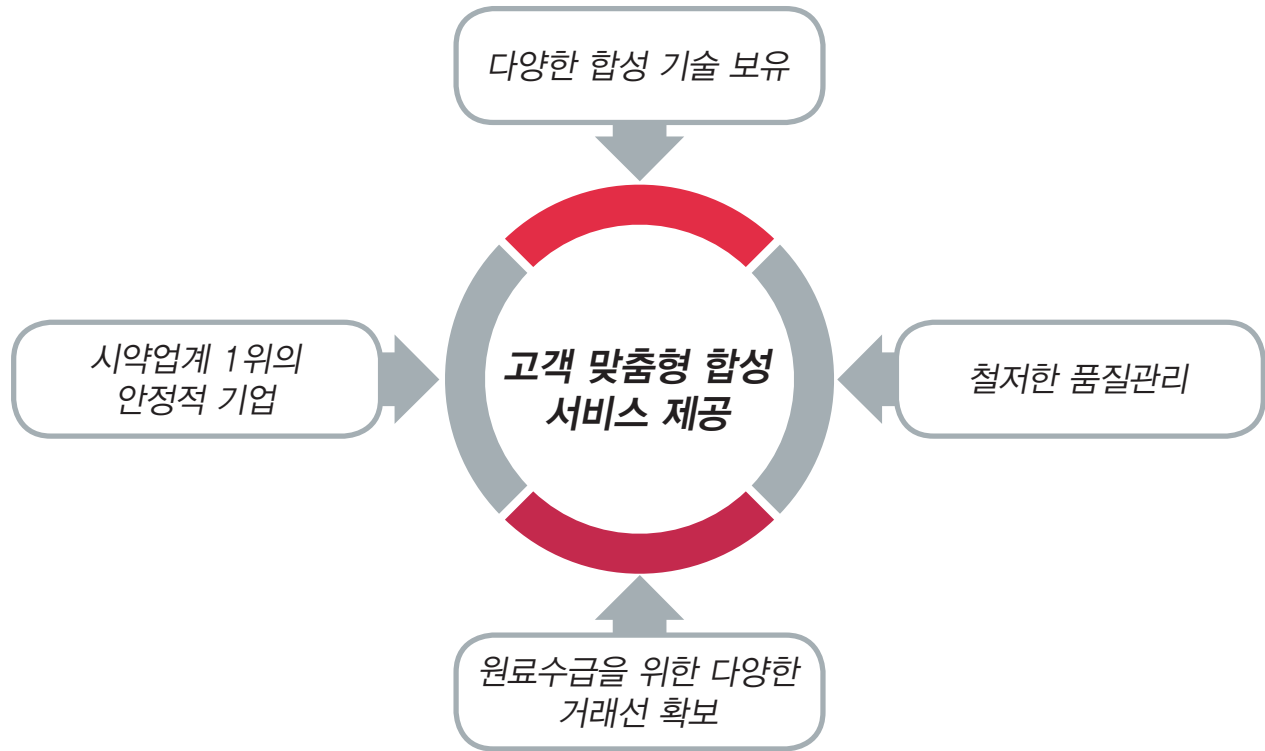 다양한 합성 기술 보유
시약업계 1위의
안정적 기업
고객 맞춤형 합성
서비스 제공
철저한 품질관리
원료수급을 위한 다양한
거래선 확보